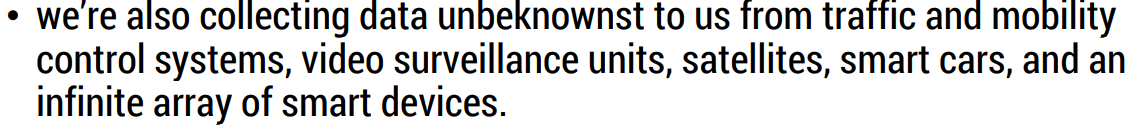 • we’re also collecting data unbeknownst to us from traffic and mobility
control systems, video surveillance units, satellites, smart cars, and an
infinite array of smart devices.